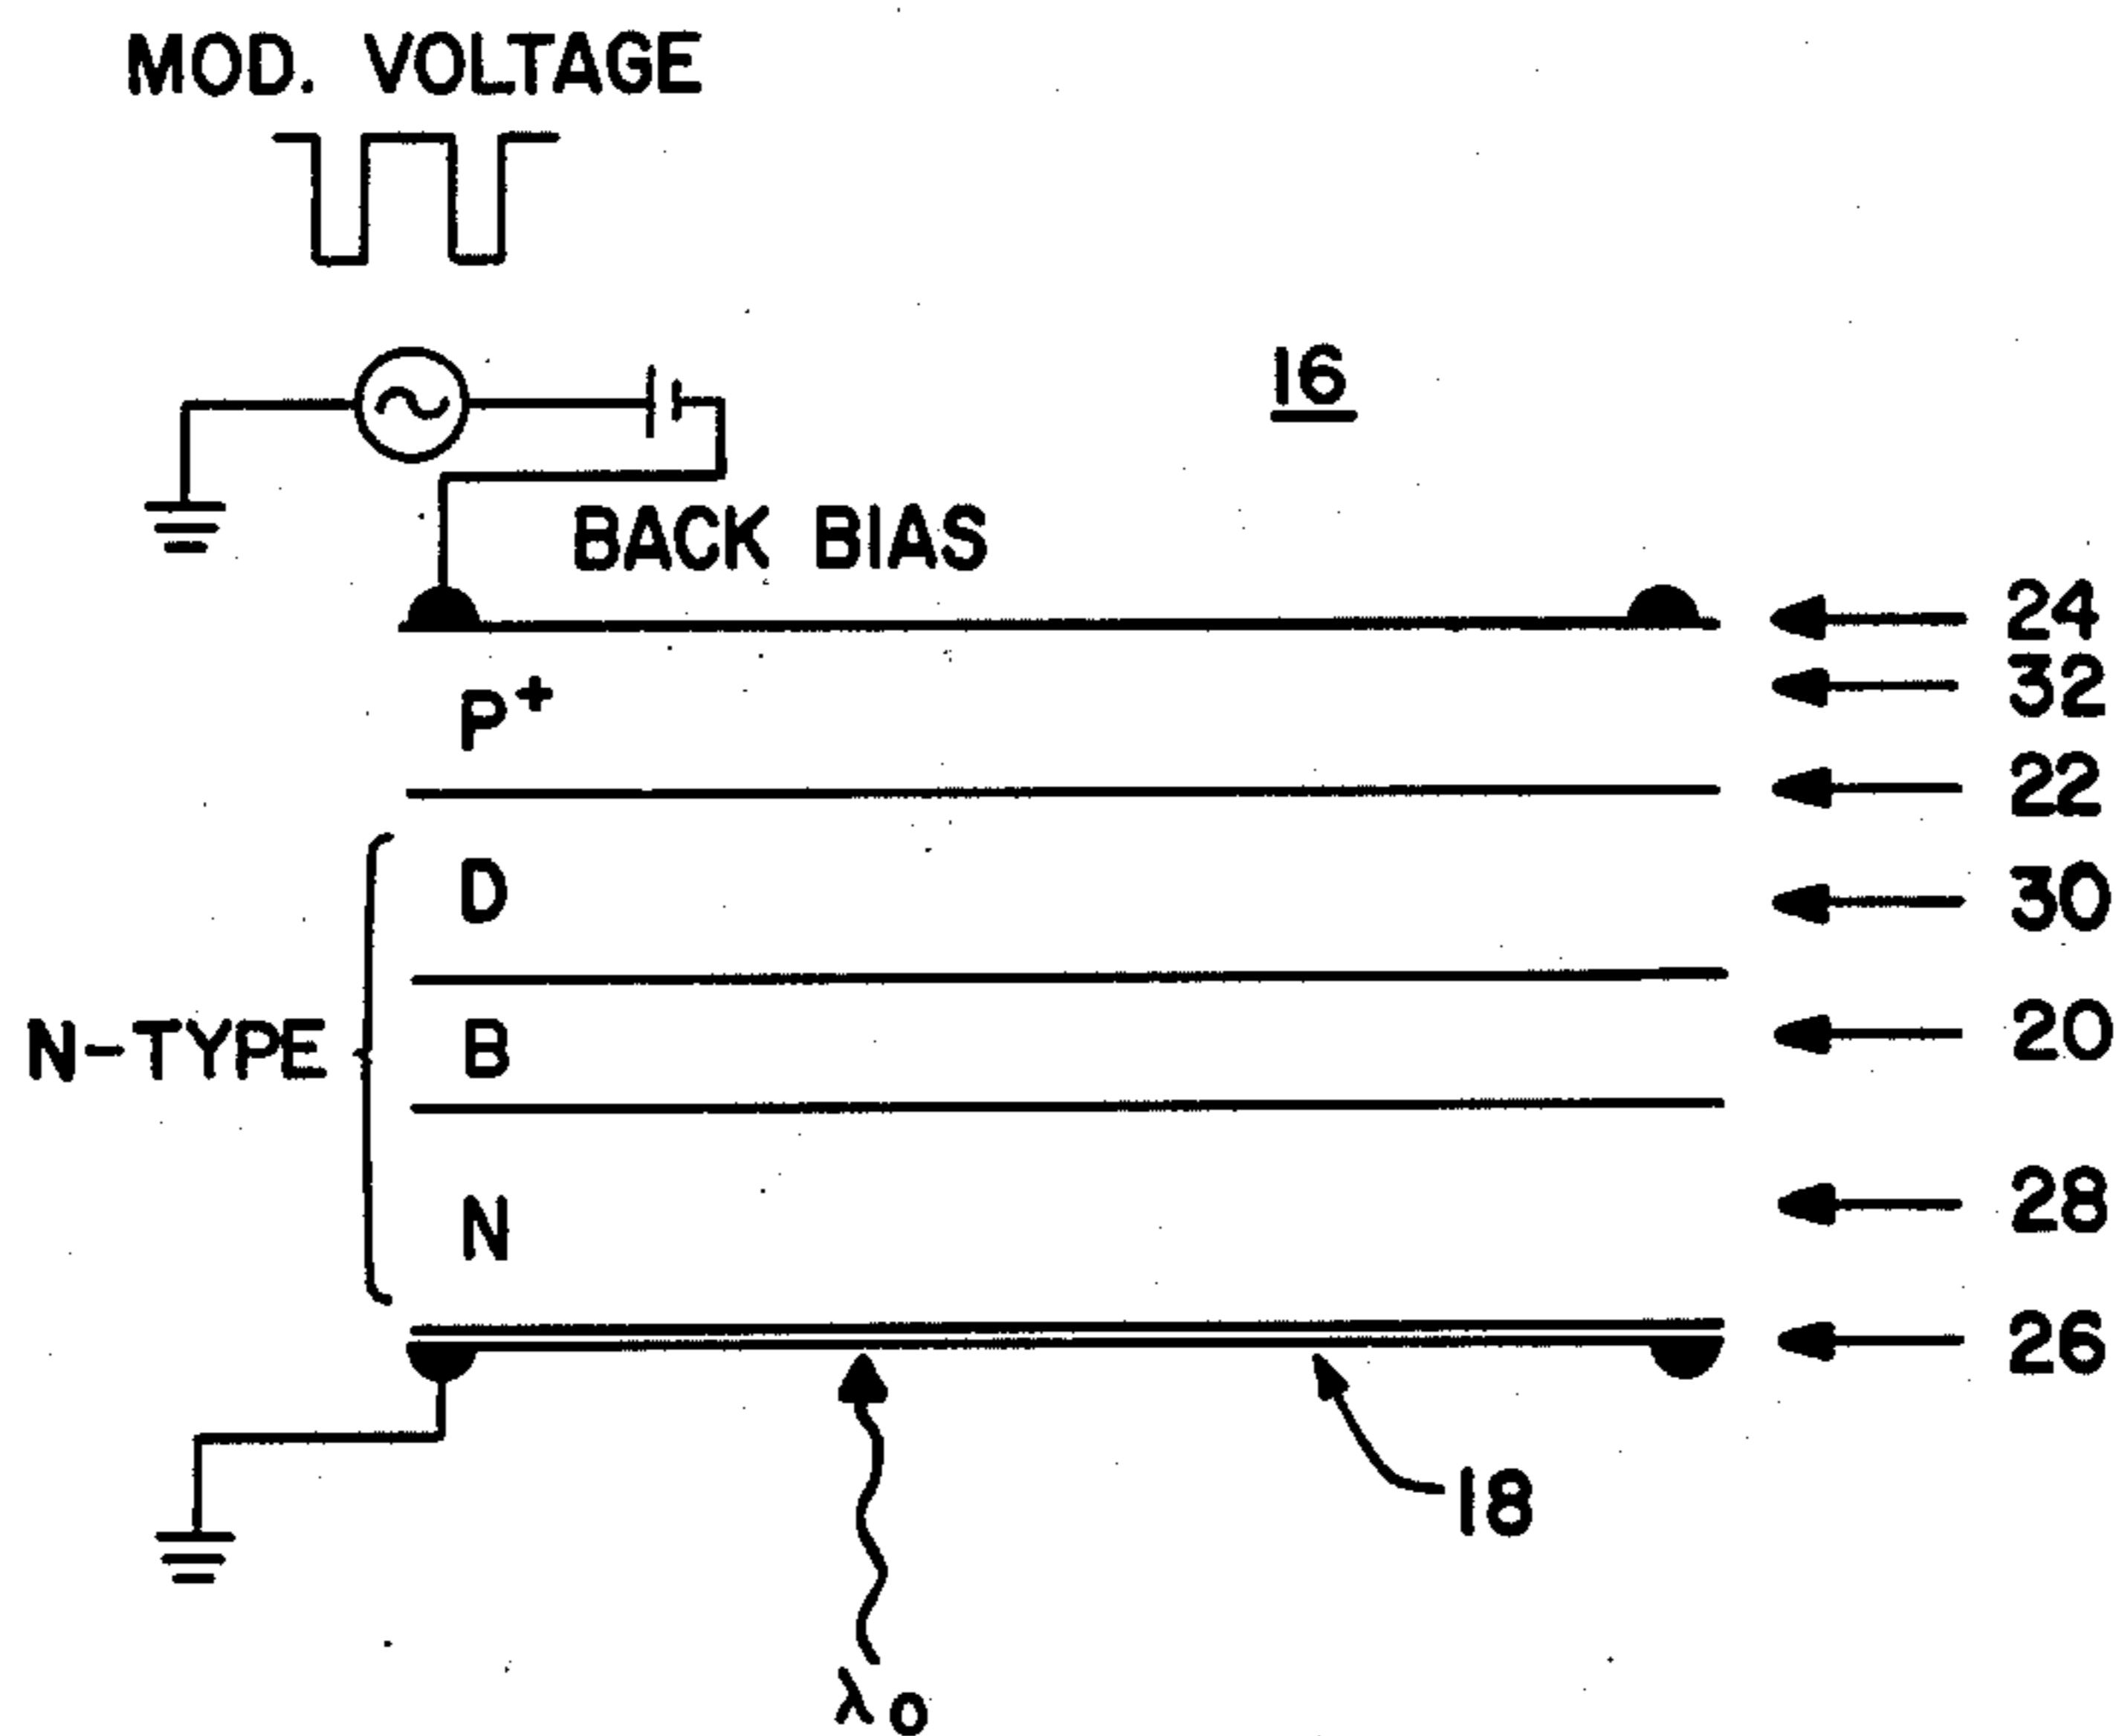 MOD. VOLTAGE
16
BACK BIAS
24
P+
32
22
D
30
N-TYPE
B
20
N
28
26
18
λo